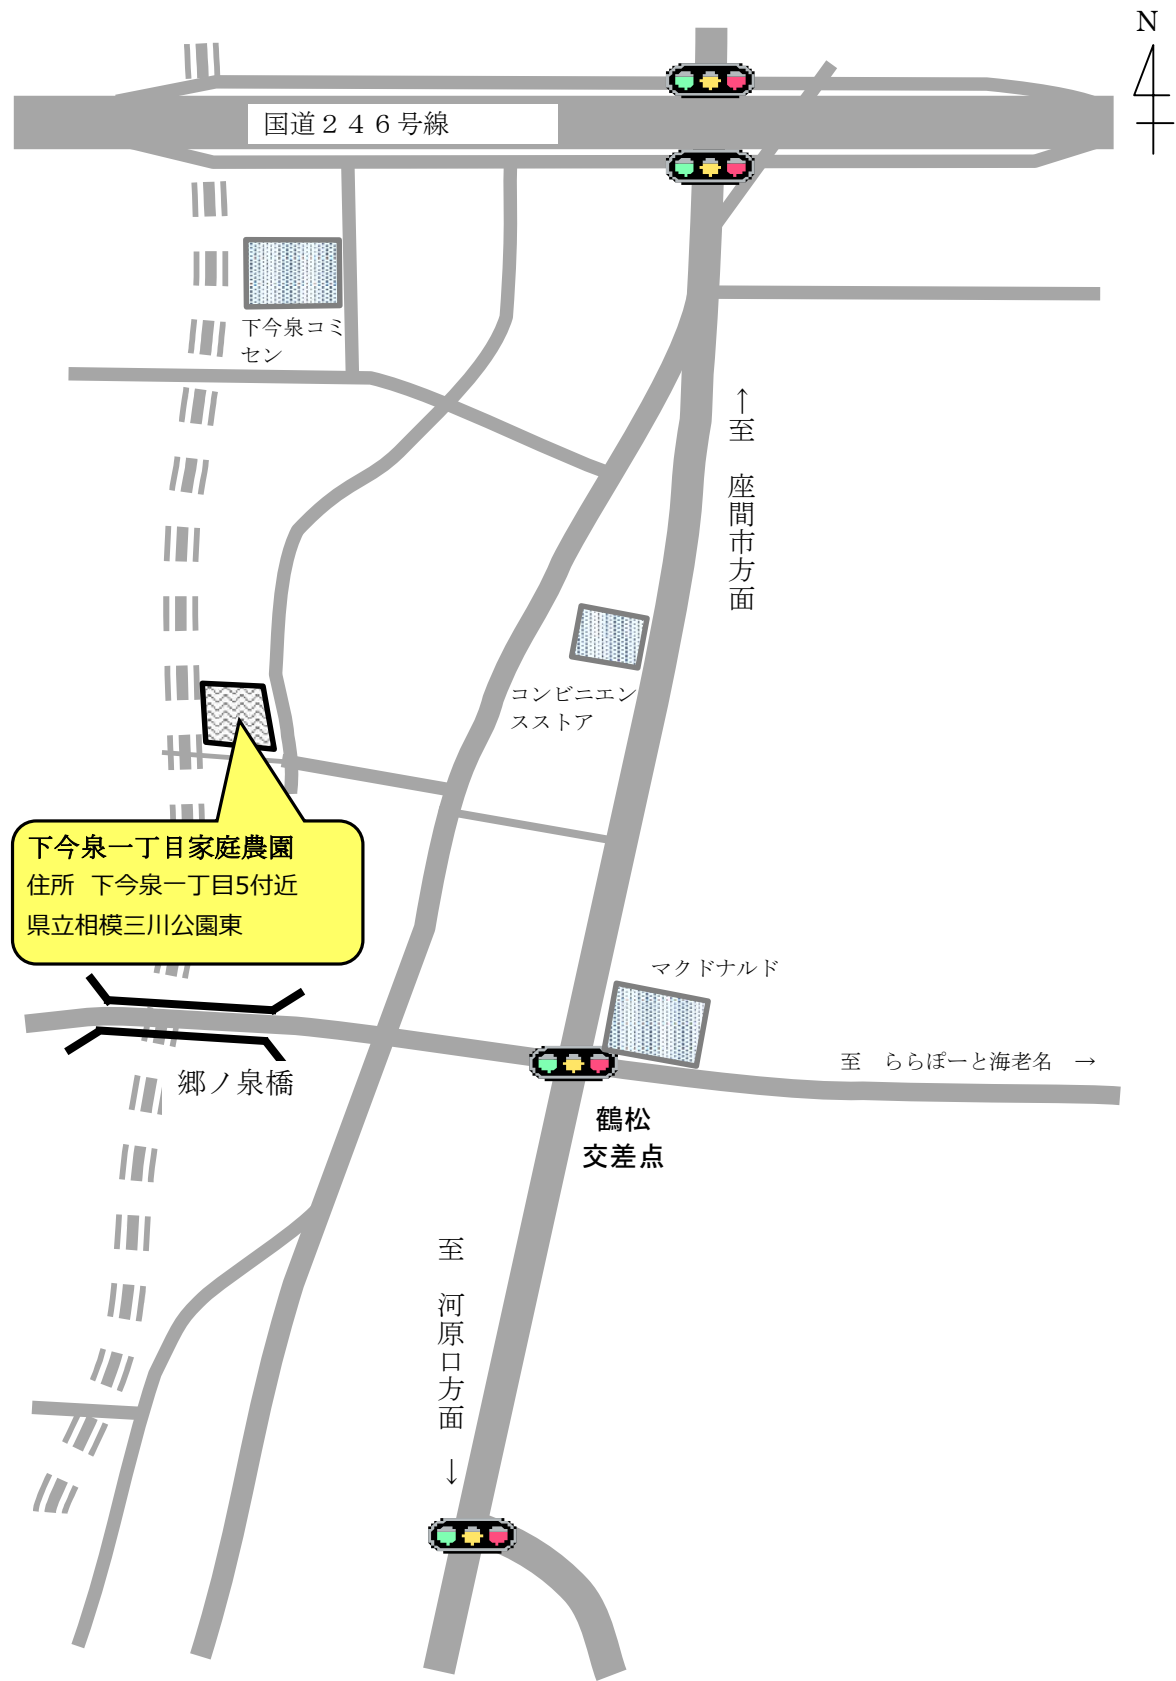 N
国道２４６号線
下今泉コミ
セン
←至　座間市方面
コンビニエン
スストア
下今泉一丁目家庭農園
住所　下今泉一丁目5付近
県立相模三川公園東
マクドナルド
至　ららぽーと海老名　→
郷ノ泉橋
鶴松
交差点
至　河原口方面　→